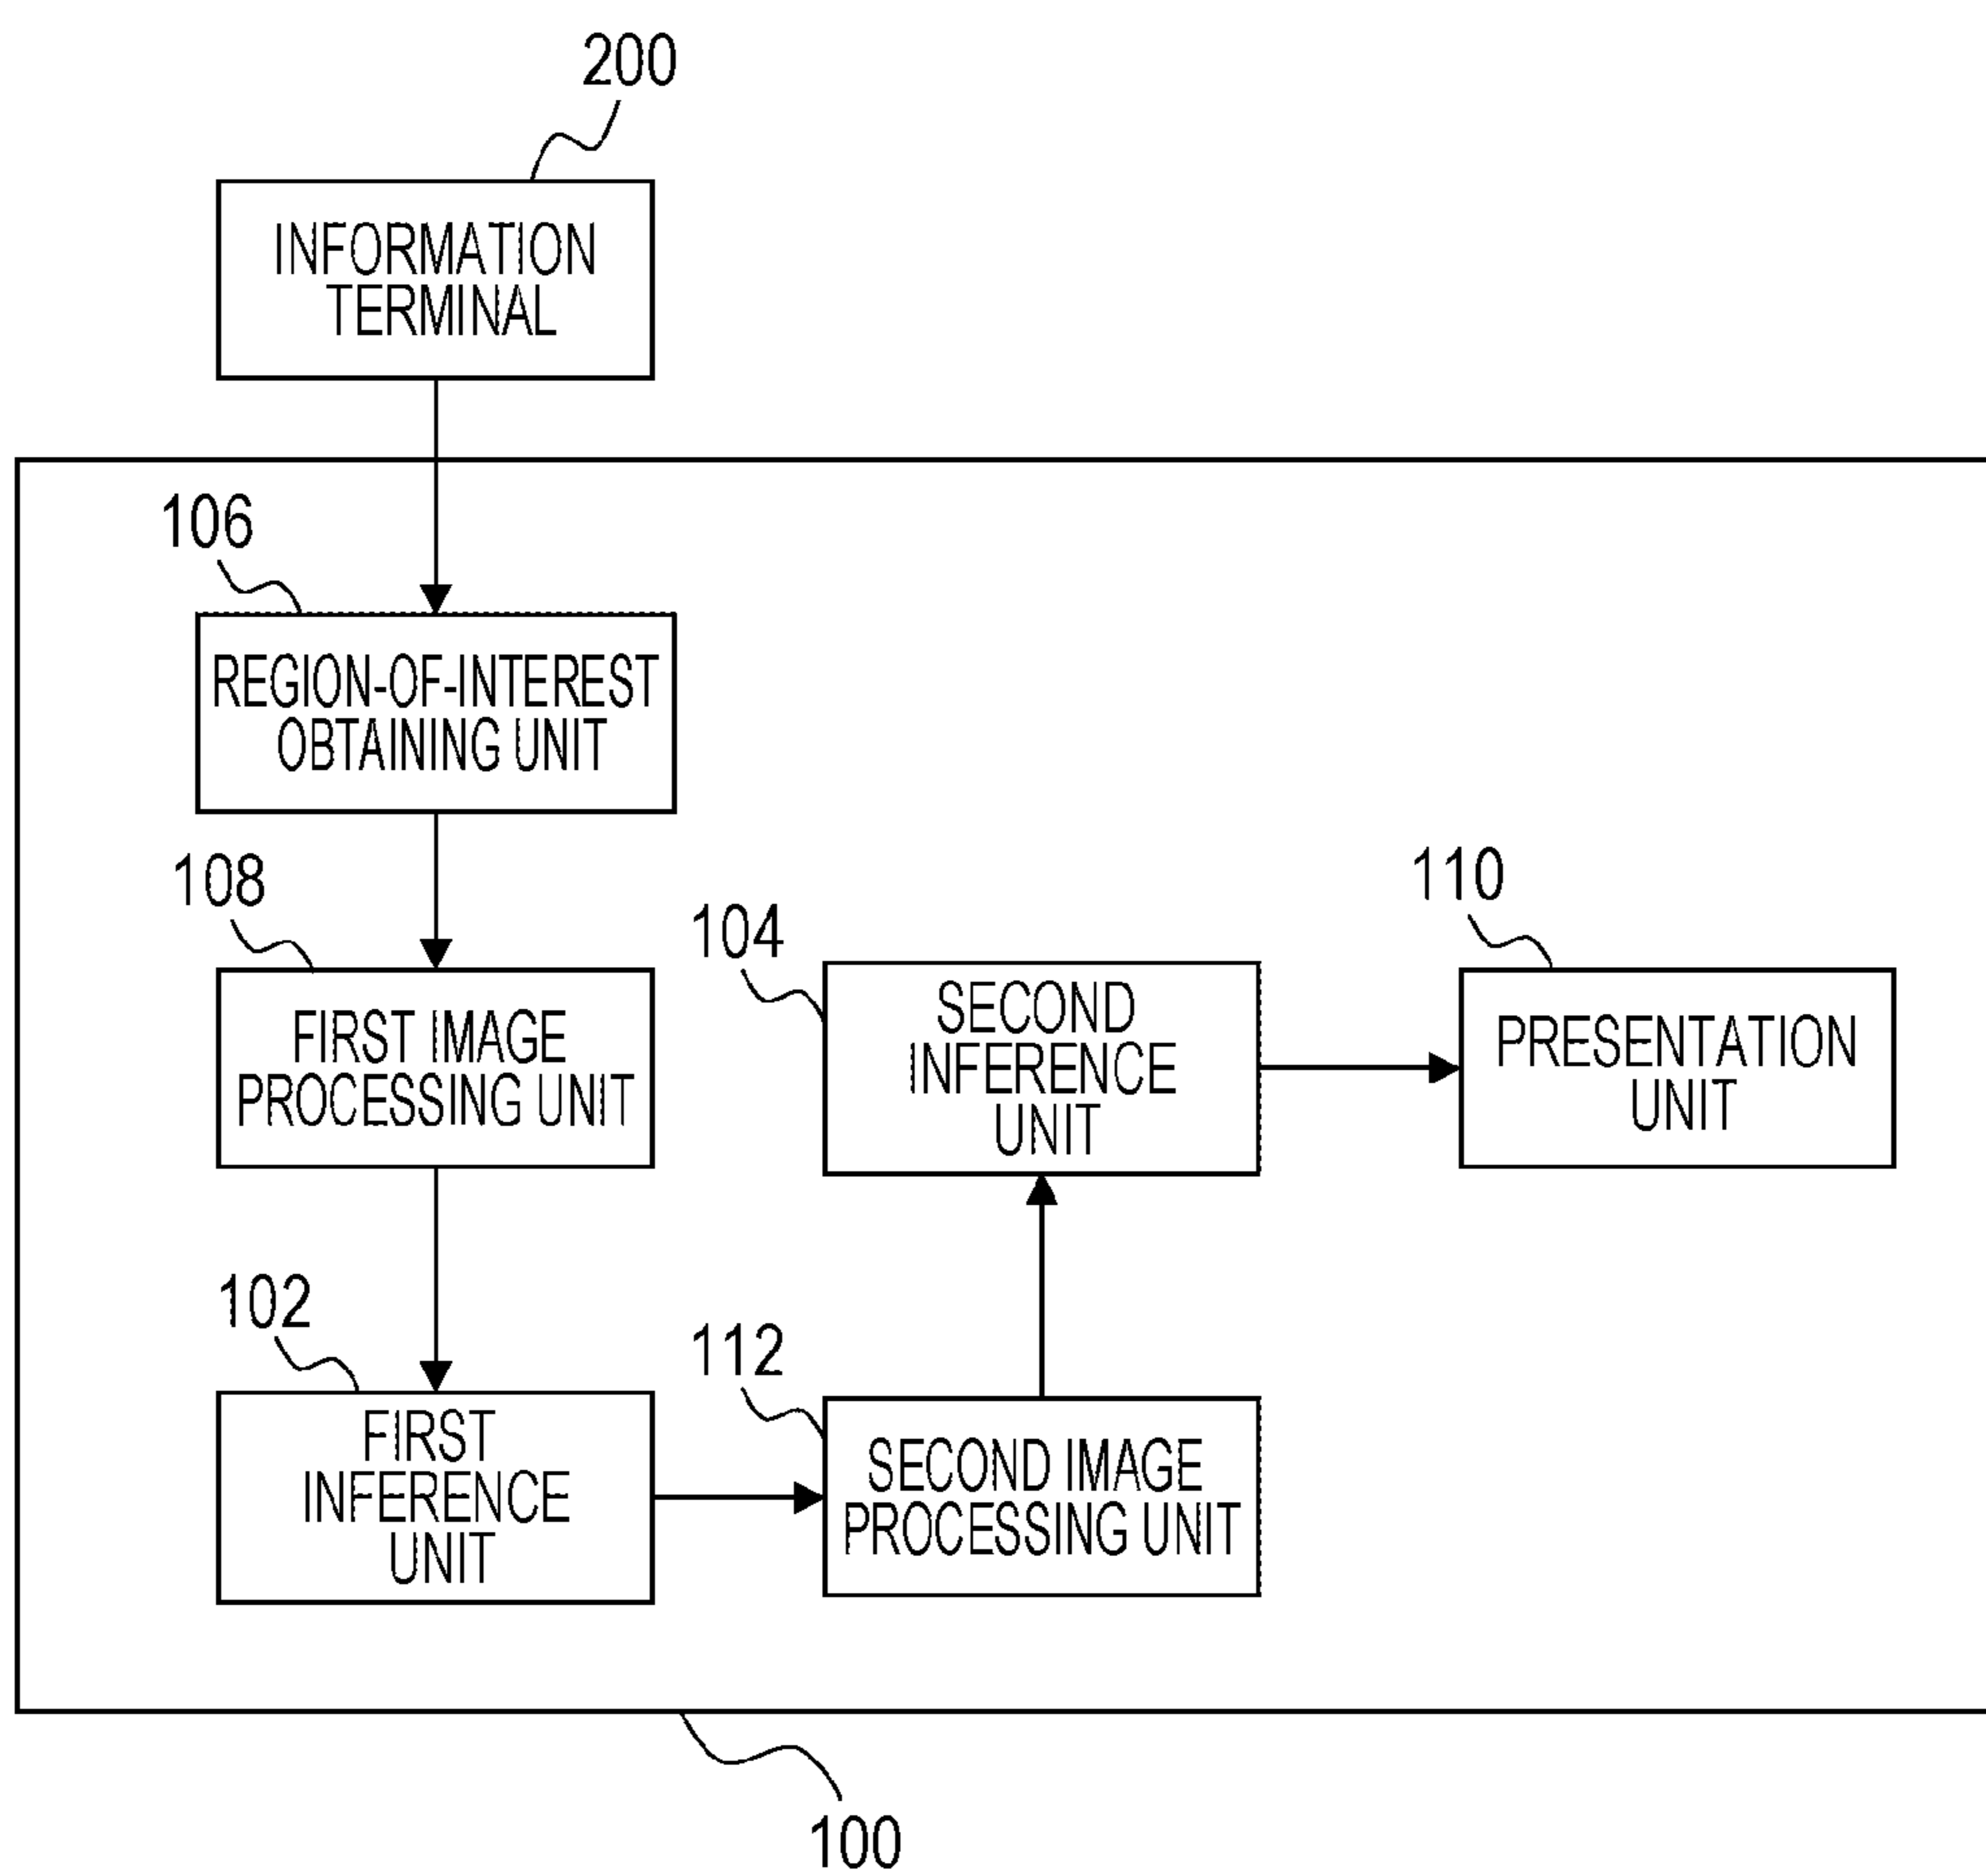 200
INFORMATION
TERMINAL
106
REGION-OF-INTEREST
OBTAINING UNIT
108
FIRST IMAGE
PROCESSING UNIT
104
SECOND
INFERENCE
UNIT
110
PRESENTATION
UNIT
102
FIRST
INFERENCE
UNIT
112
SECOND IMAGE
PROCESSING UNIT
100